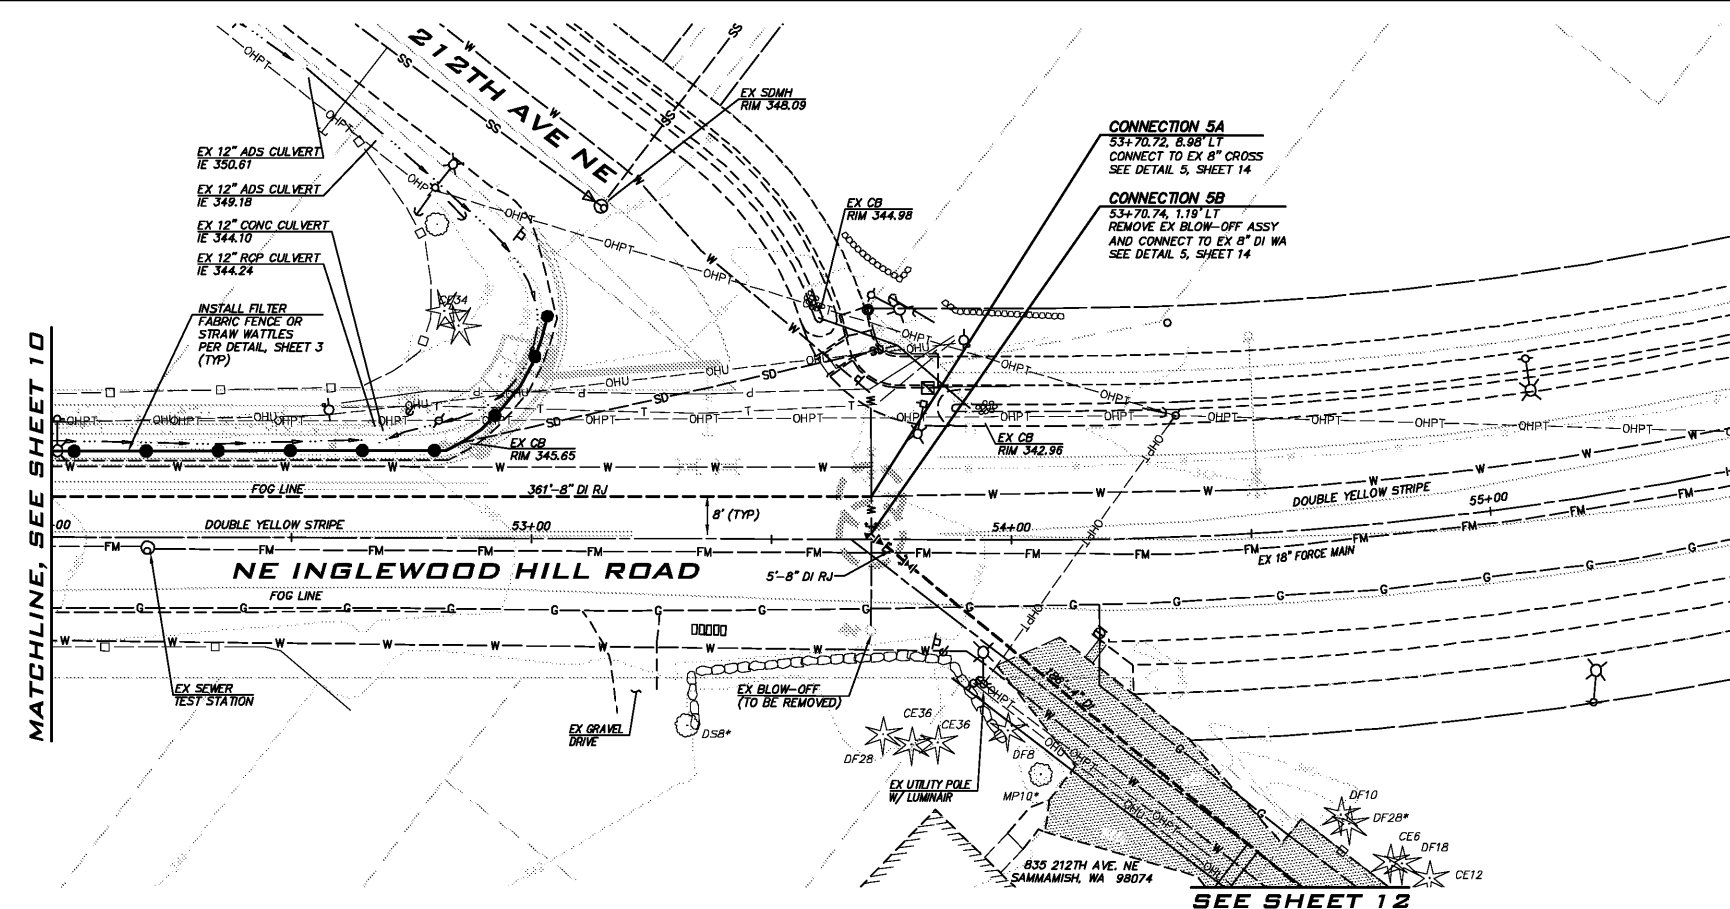 212TH AVE NE
EX SDMH
RIM 348.09
EX 12" ADS CULVERT
IE 350.61
EX 12" ADS CULVERT
IE 349.18
EX 12" CONC CULVERT
IE 344.10
EX 12" RCP CULVERT
IE 344.24
INSTALL FILTER
FABRIC FENCE OR
STRAW WATTLES
PER DETAIL, SHEET 3
(TYP)
EX CB
RIM 344.98
CONNECTION 5A
53+70.72, 8.98' LT
CONNECT TO EX 8" CROSS
SEE DETAIL 5, SHEET 14
CONNECTION 5B
53+70.74, 1.19' LT
REMOVE EX BLOW-OFF ASSY
AND CONNECT TO EX 8" DI WA
SEE DETAIL 5, SHEET 14
MATCHLINE, SEE SHEET 10
EX CB
RIM 345.65
EX CB
RIM 342.96
FOG LINE
361'-8" DI RJ
8' (TYP)
DOUBLE YELLOW STRIPE
55+00
+00
DOUBLE YELLOW STRIPE
53+00
54+00
EX 18" FORCE MAIN
NE INGLEWOOD HILL ROAD
5'-8" DI RJ
FOG LINE
EX SEWER
TEST STATION
EX GRAVEL
DRIVE
EX BLOW-OFF
(TO BE REMOVED)
DS8*
DF28
CE36
CE36
DF8
MP10*
EX UTILITY POLE
W/ LUMINAIR
DF10
DF28*
CE6
DF18
CE12
835 212TH AVE. NE
SAMMAMISH, WA 98074
SEE SHEET 12